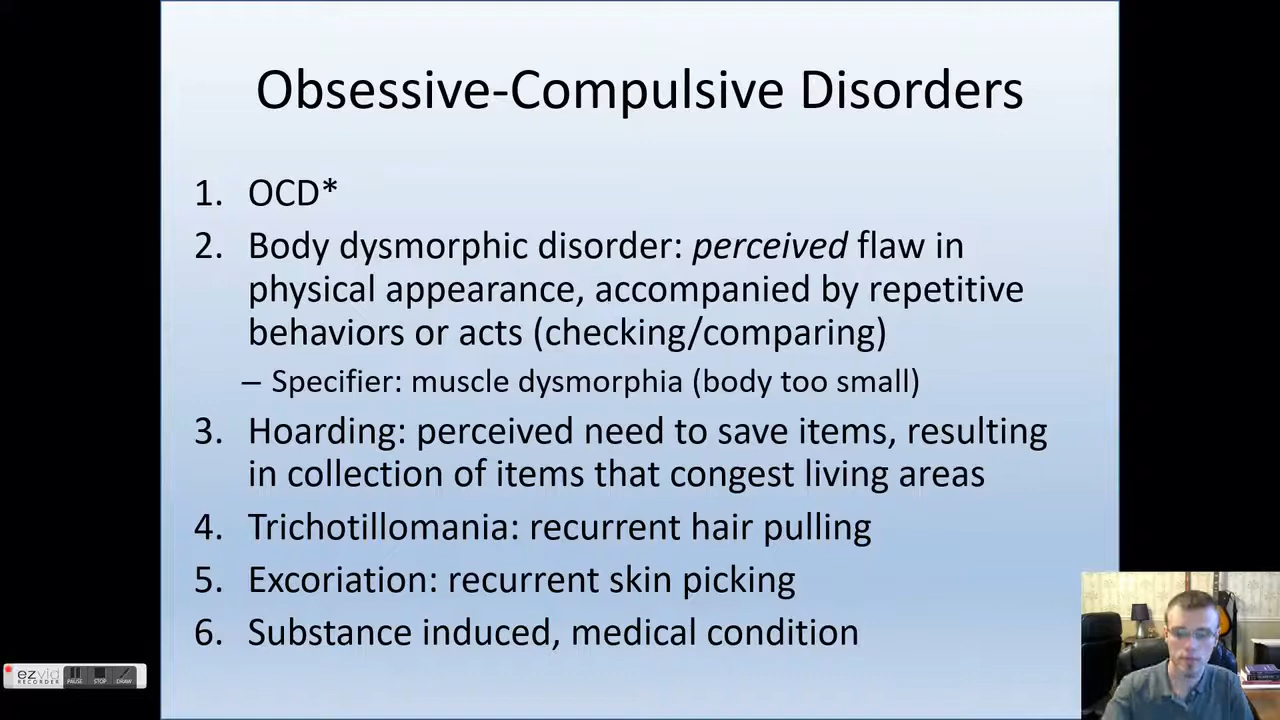 Obsessive-Compulsive Disorders
1. OCD*
2. Body dysmorphic disorder: perceived flaw in
physical appearance, accompanied by repetitive
behaviors or acts (checking/comparing)
– Specifier: muscle dysmorphia (body too small)
3. Hoarding: perceived need to save items, resulting
in collection of items that congest living areas
4. Trichotillomania: recurrent hair pulling
5. Excoriation: recurrent skin picking
6. Substance induced, medical condition
ezvid
RECORDER
PAUSE STOP DRAW